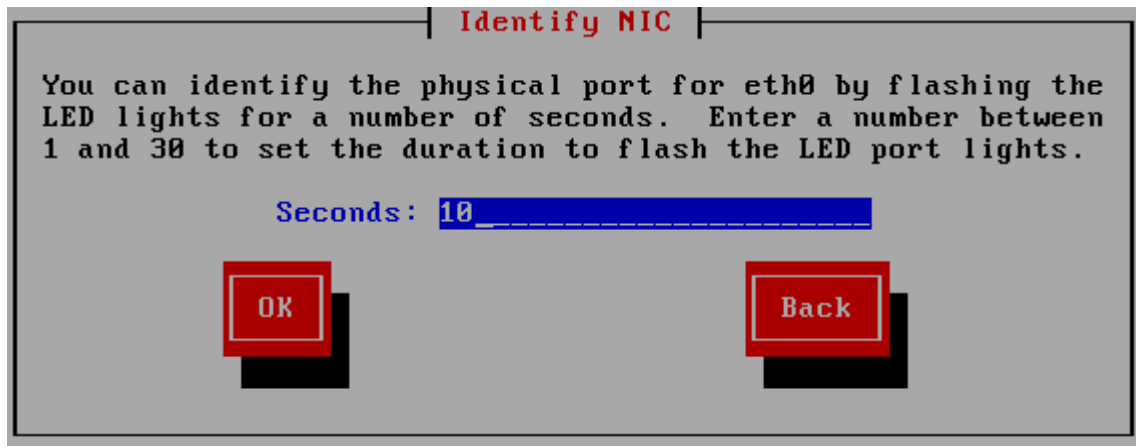 Identify NIC
You can identify the physical port for eth0 by flashing the
LED lights for a number of seconds.  Enter a number between
1 and 30 to set the duration to flash the LED port lights.
Seconds: 10_____________________
OK Back